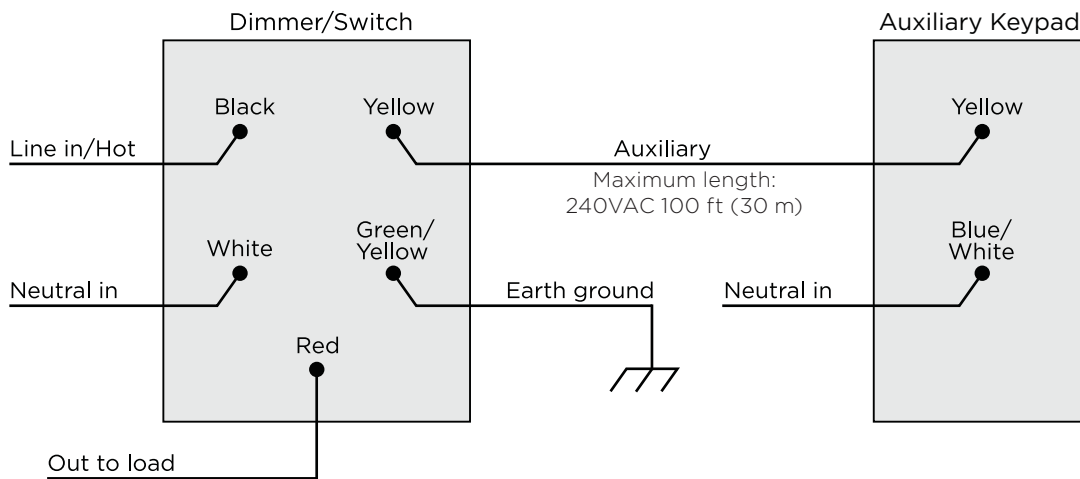 Dimmer/Switch
Auxiliary Keypad
Black
Yellow
Yellow
Line in/Hot
Auxiliary
Maximum length:
240VAC 100 ft (30 m)
White
Green/
Yellow
Blue/
White
Neutral in
Earth ground
Neutral in
Red
Out to load